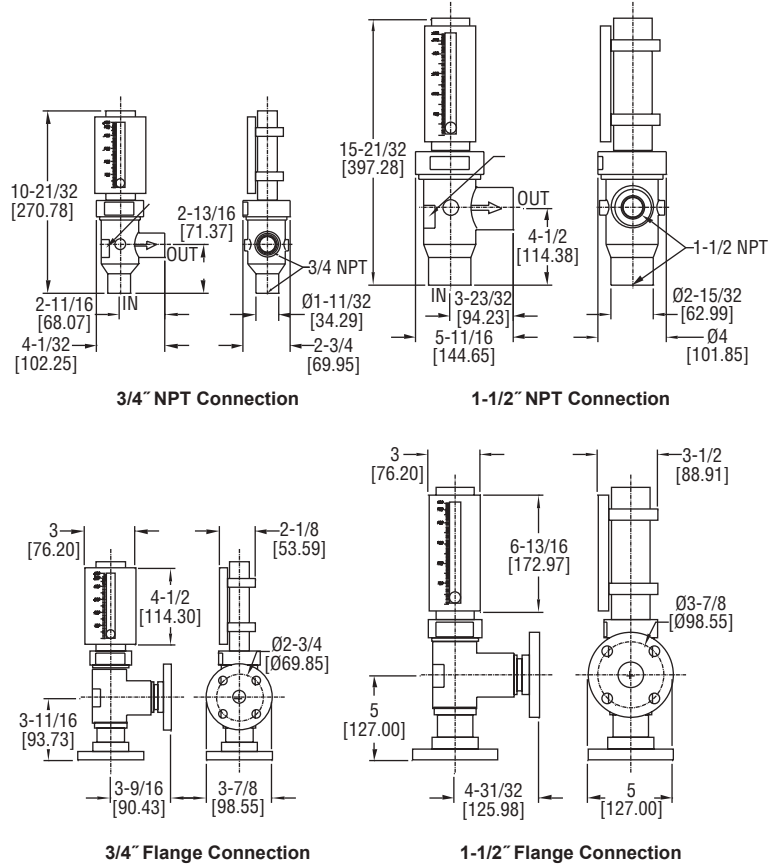 10-21/32
[270.78]
2-13/16
[71.37]
OUT
3/4 NPT
IN
2-11/16
[68.07]
Ø1-11/32
[34.29]
4-1/32
[102.25]
2-3/4
[69.95]
3/4˝ NPT Connection
15-21/32
[397.28]
OUT
4-1/2
[114.38]
1-1/2 NPT
IN
3-23/32
[94.23]
Ø2-15/32
[62.99]
5-11/16
[144.65]
Ø4
[101.85]
1-1/2˝ NPT Connection
3
[76.20]
2-1/8
[53.59]
4-1/2
[114.30]
Ø2-3/4
[Ø69.85]
3-11/16
[93.73]
3-9/16
[90.43]
3-7/8
[98.55]
3/4˝ Flange Connection
3
[76.20]
3-1/2
[88.91]
6-13/16
[172.97]
Ø3-7/8
[Ø98.55]
5
[127.00]
4-31/32
[125.98]
5
[127.00]
1-1/2˝ Flange Connection